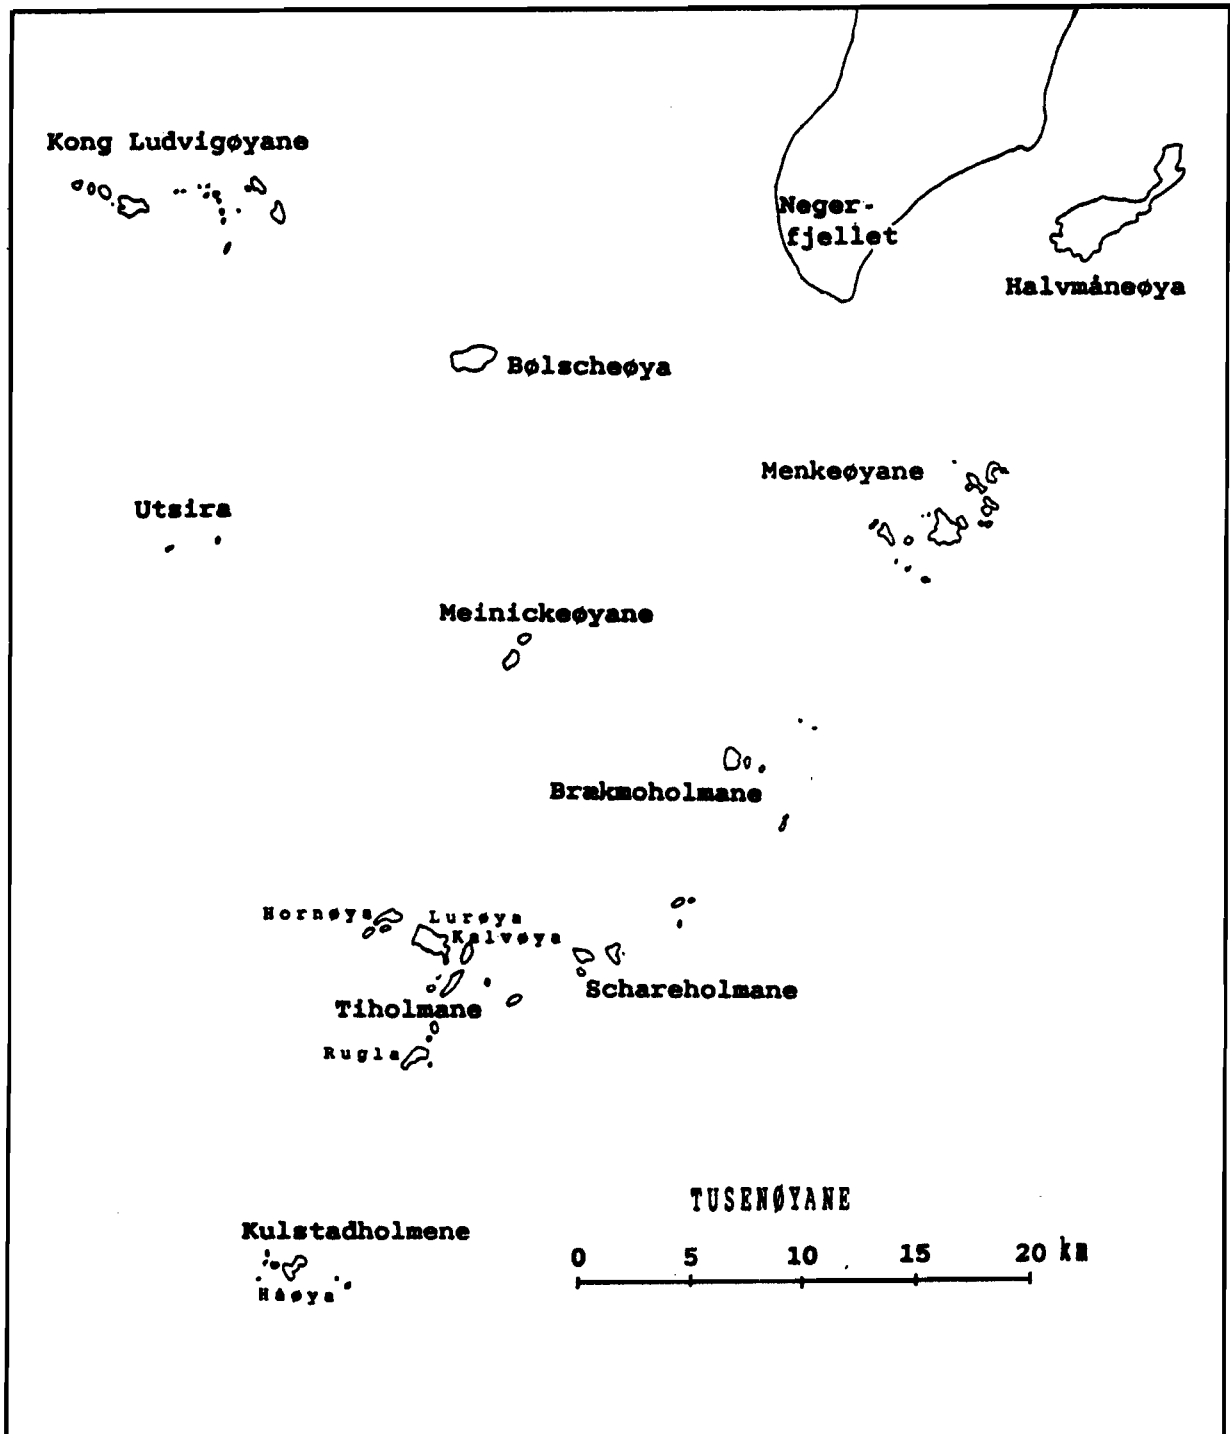 Kong Ludvigøyane
Neger-
fjellet
Halvmåneøya
Bølscheøya
Menkeøyane
Utsira
Meinickeøyane
Brækmoholmane
Hornøya
Lurøya
Kalvøya
Schareholmane
Tiholmane
Rugla
TUSENØYANE
Kulstadholmene
0 5 10 15 20 km
Håøya